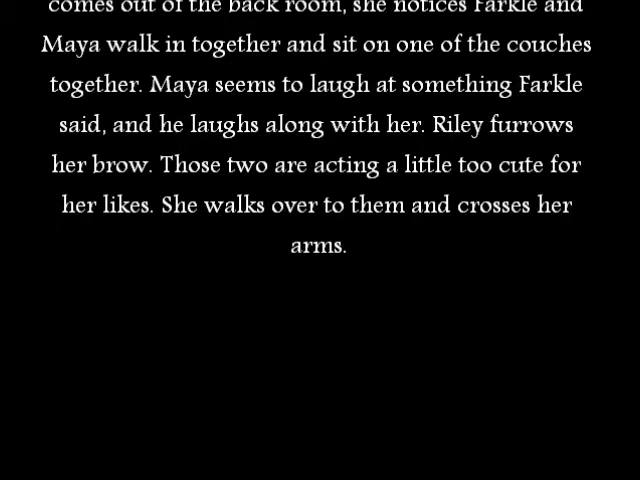 comes out of the back room, she notices Farkle and
Maya walk in together and sit on one of the couches
together. Maya seems to laugh at something Farkle
said, and he laughs along with her. Riley furrows
her brow. Those two are acting a little too cute for
her likes. She walks over to them and crosses her
arms.